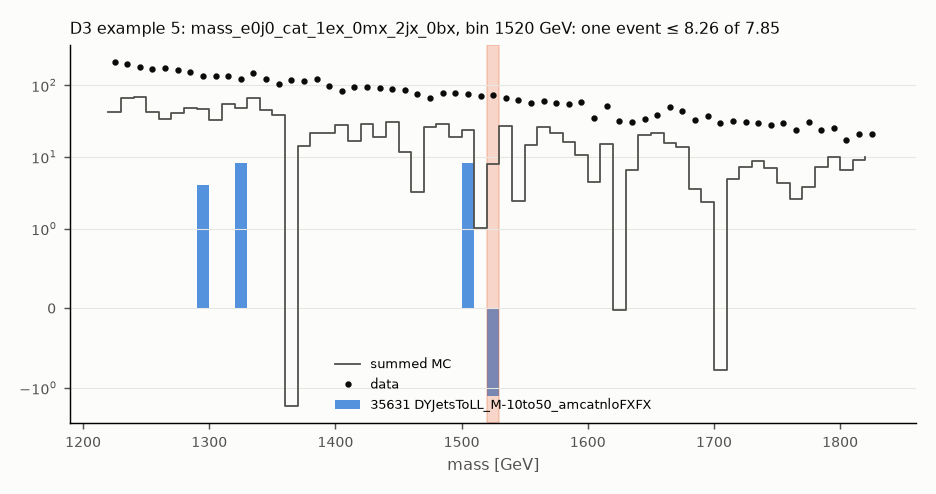 D3 example 5: mass_e0j0_cat_1ex_0mx_2jx_0bx, bin 1520 GeV: one event ≤ 8.26 of 7.85
10²
10¹
10⁰
0
−10⁰
summed MC
data
35631 DYJetsToLL_M-10to50_amcatnloFXFX
1200 1300 1400 1500 1600 1700 1800
mass [GeV]